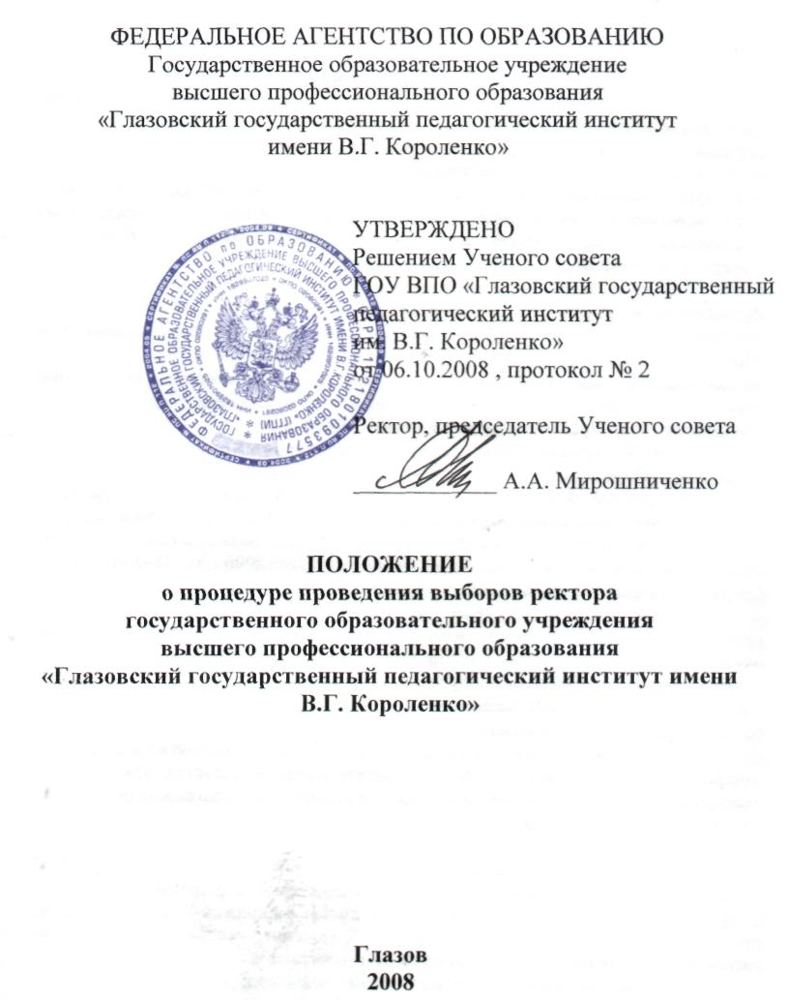 ФЕДЕРАЛЬНОЕ АГЕНТСТВО ПО ОБРАЗОВАНИЮ
Государственное образовательное учреждение
высшего профессионального образования
«Глазовский государственный педагогический институт
имени В.Г. Короленко»
УТВЕРЖДЕНО
Решением Ученого совета
ГОУ ВПО «Глазовский государственный
педагогический институт
им. В.Г. Короленко»
от 06.10.2008 , протокол № 2
Ректор, председатель Ученого совета
А.А. Мирошниченко
ФЕДЕРАЛЬНОЕ АГЕНТСТВО ПО ОБРАЗОВАНИЮ
ГОСУДАРСТВЕННОЕ ОБРАЗОВАТЕЛЬНОЕ УЧРЕЖДЕНИЕ ВЫСШЕГО ПРОФЕССИОНАЛЬНОГО ОБРАЗОВАНИЯ
«ГЛАЗОВСКИЙ ГОСУДАРСТВЕННЫЙ ПЕДАГОГИЧЕСКИЙ ИНСТИТУТ ИМЕНИ В.Г. КОРОЛЕНКО» (ГГПИ)
ПОЛОЖЕНИЕ
о процедуре проведения выборов ректора
государственного образовательного учреждения
высшего профессионального образования
«Глазовский государственный педагогический институт имени
В.Г. Короленко»
Глазов
2008